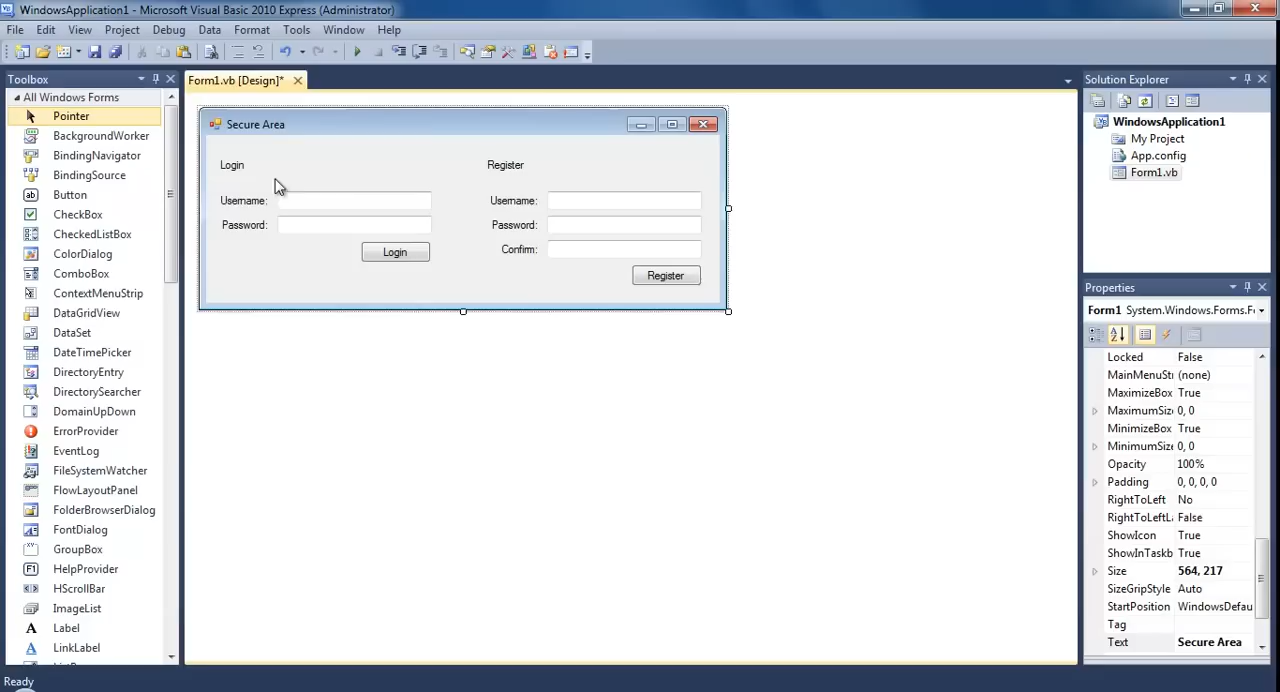 WindowsApplication1 - Microsoft Visual Basic 2010 Express (Administrator)
File Edit View Project Debug Data Format Window Tools Window Help
Toolbox
Form1.vb [Design]*
Solution Explorer
All Windows Forms
Pointer
BackgroundWorker
BindingNavigator
BindingSource
Button
CheckBox
CheckedListBox
ColorDialog
ComboBox
ContextMenuStrip
DataGridView
DataSet
DateTimePicker
DirectoryEntry
DirectorySearcher
DomainUpDown
ErrorProvider
EventLog
FileSystemWatcher
FlowLayoutPanel
FolderBrowserDialog
FontDialog
GroupBox
HelpProvider
HScrollBar
ImageList
Label
LinkLabel
Secure Area
Login
Username:
Password:
Login
Register
Username:
Password:
Confirm:
Register
WindowsApplication1
My Project
App.config
Form1.vb
Properties
Form1 System.Windows.Forms.F
Locked False
MainMenuStr (none)
MaximizeBox True
MaximumSiz 0, 0
MinimizeBox True
MinimumSize 0, 0
Opacity 100%
Padding 0, 0, 0, 0
RightToLeft No
RightToLeftL False
ShowIcon True
ShowInTaskb True
Size 564, 217
SizeGripStyle Auto
StartPosition WindowsDefau
Tag
Text Secure Area
Ready